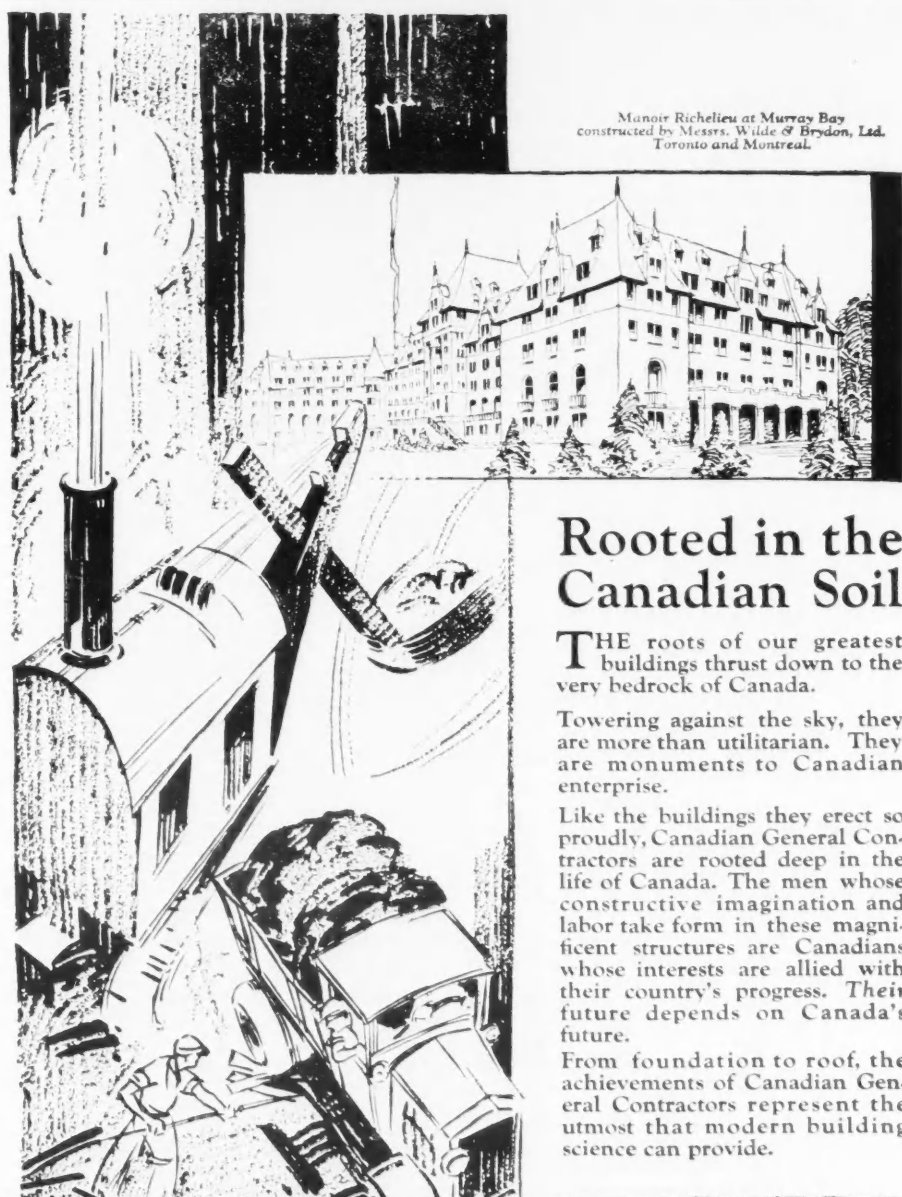 Manoir Richelieu at Murray Bay
constructed by Messrs. Wilde & Brydon, Ltd.
Toronto and Montreal.
Rooted in the
Canadian Soil
THE roots of our greatest
buildings thrust down to the
very bedrock of Canada.
Towering against the sky, they
are more than utilitarian. They
are monuments to Canadian
enterprise.
Like the buildings they erect so
proudly, Canadian General Con-
tractors are rooted deep in the
life of Canada. The men whose
constructive imagination and
labor take form in these magni-
ficent structures are Canadians
whose interests are allied with
their country's progress. Their
future depends on Canada's
future.
From foundation to roof, the
achievements of Canadian Gen-
eral Contractors represent the
utmost that modern building
science can provide.